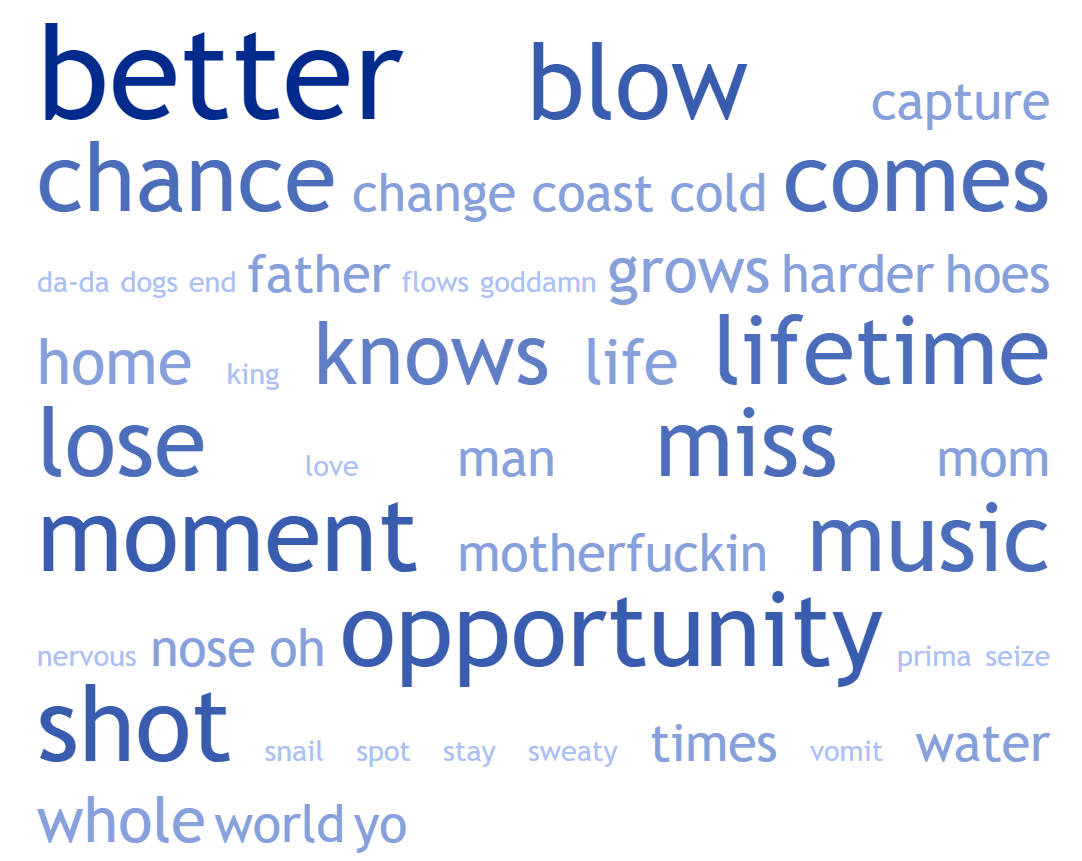 better blow capture
chance change coast cold comes
da-da dogs end father flows goddamn grows harder hoes
home king knows life lifetime
lose love man miss mom
moment motherfuckin music
nervous nose oh opportunity prima seize
shot snail spot stay sweaty times vomit water
whole world yo